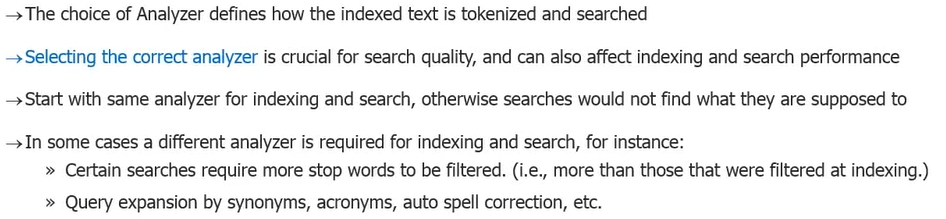 →The choice of Analyzer defines how the indexed text is tokenized and searched
→Selecting the correct analyzer is crucial for search quality, and can also affect indexing and search performance
→Start with same analyzer for indexing and search, otherwise searches would not find what they are supposed to
→In some cases a different analyzer is required for indexing and search, for instance:
» Certain searches require more stop words to be filtered. (i.e., more than those that were filtered at indexing.)
» Query expansion by synonyms, acronyms, auto spell correction, etc.